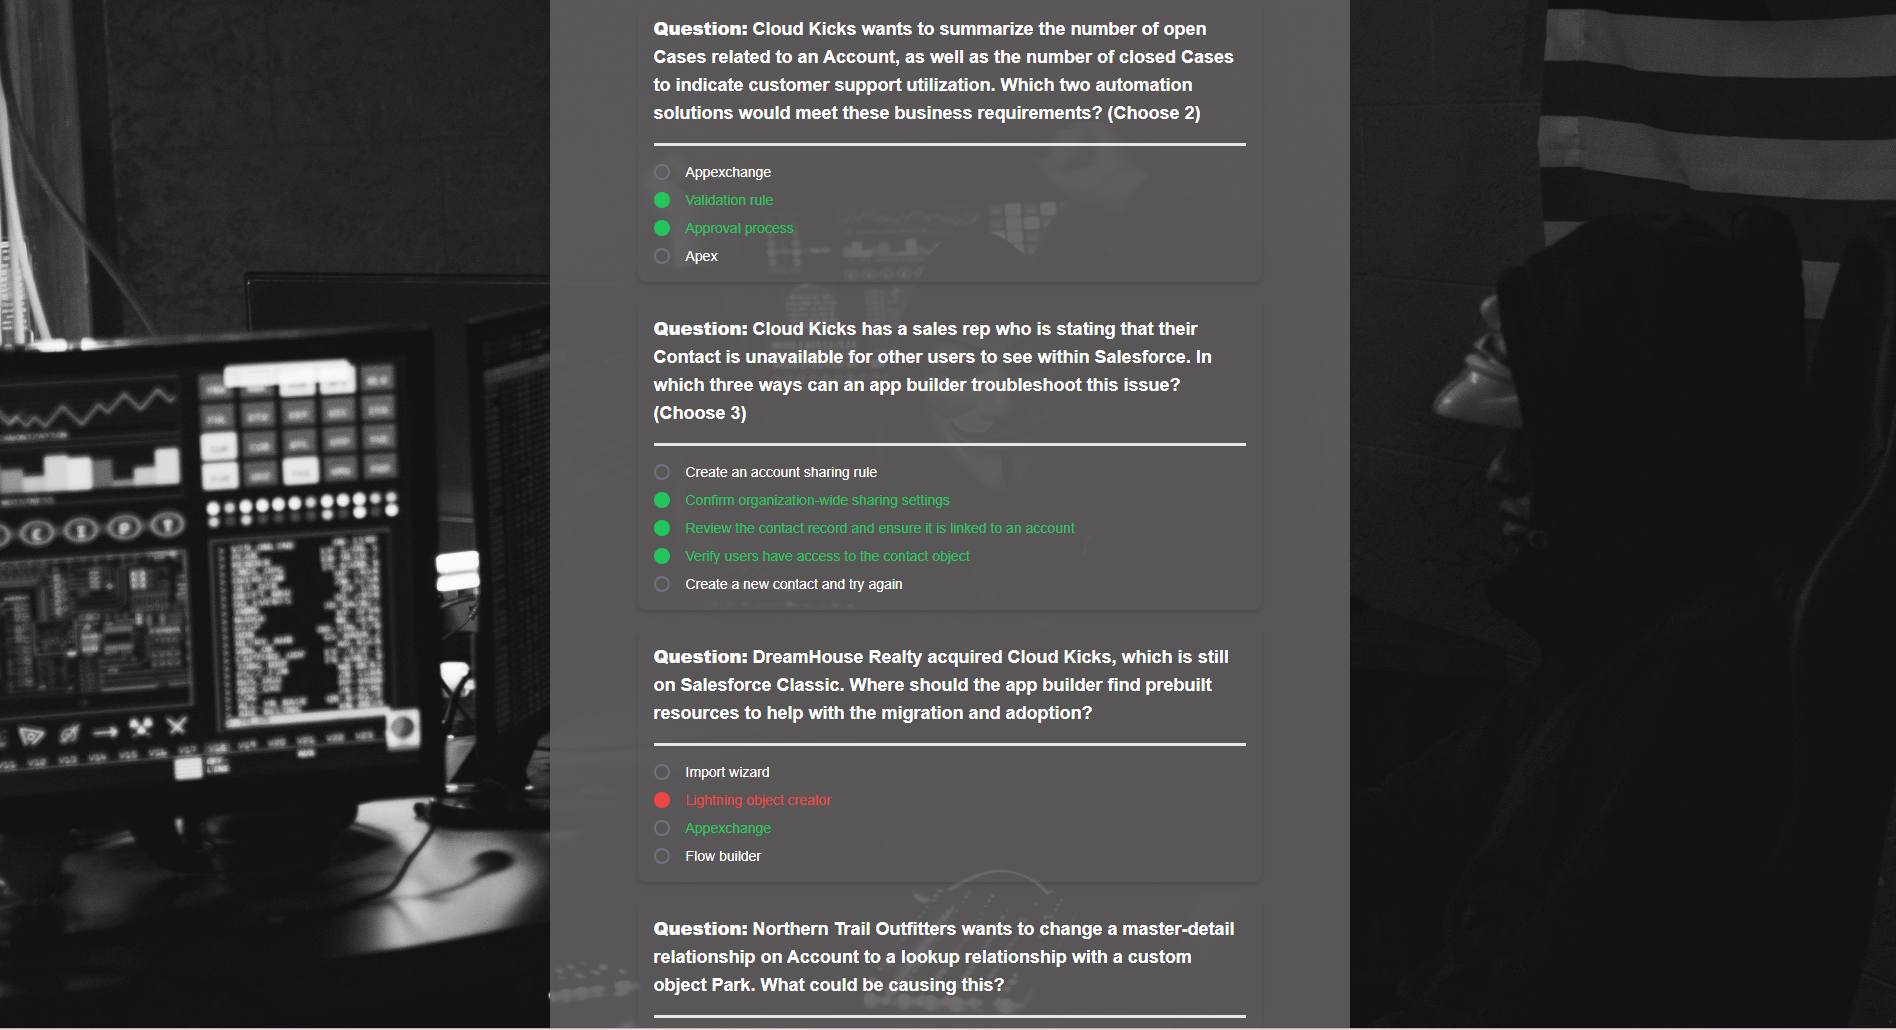 Question: Cloud Kicks wants to summarize the number of open
Cases related to an Account, as well as the number of closed Cases
to indicate customer support utilization. Which two automation
solutions would meet these business requirements? (Choose 2)
Appexchange
Validation rule
Approval process
Apex
Question: Cloud Kicks has a sales rep who is stating that their
Contact is unavailable for other users to see within Salesforce. In
which three ways can an app builder troubleshoot this issue?
(Choose 3)
Create an account sharing rule
Confirm organization-wide sharing settings
Review the contact record and ensure it is linked to an account
Verify users have access to the contact object
Create a new contact and try again
Question: DreamHouse Realty acquired Cloud Kicks, which is still
on Salesforce Classic. Where should the app builder find prebuilt
resources to help with the migration and adoption?
Import wizard
Lightning object creator
Appexchange
Flow builder
Question: Northern Trail Outfitters wants to change a master-detail
relationship on Account to a lookup relationship with a custom
object Park. What could be causing this?